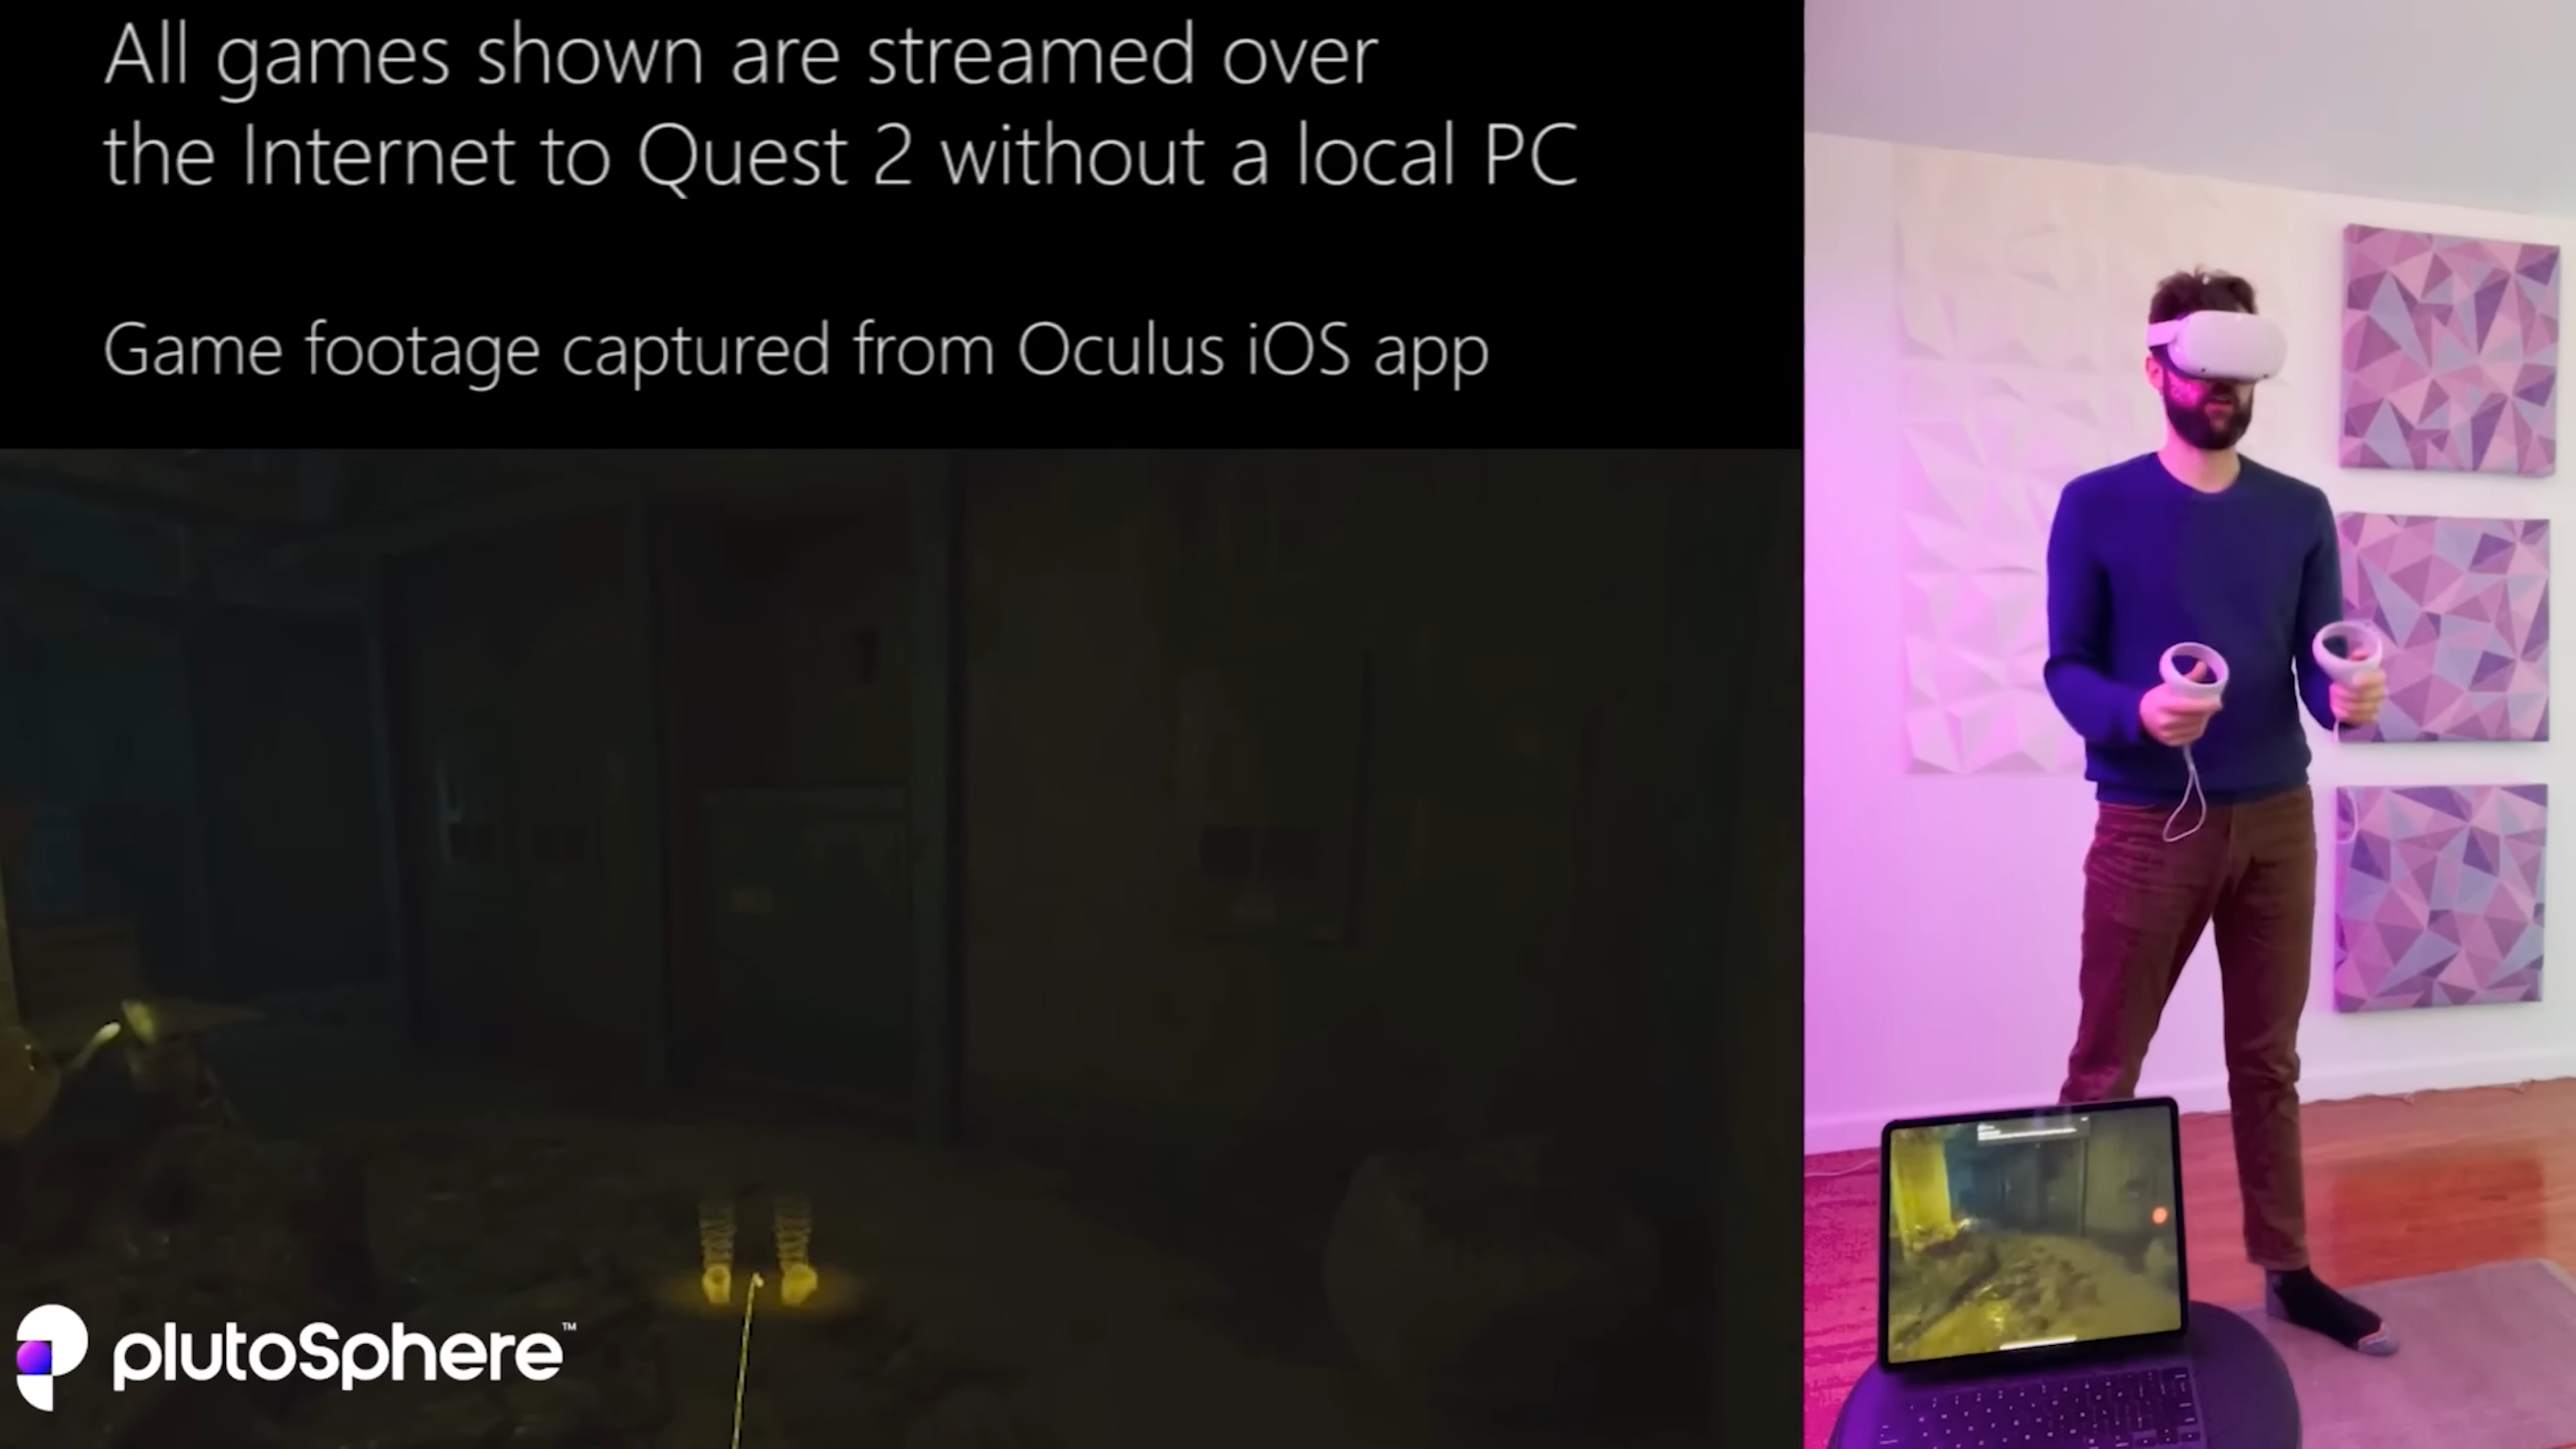 All games shown are streamed over
the Internet to Quest 2 without a local PC
Game footage captured from Oculus iOS app
plutoSphere™